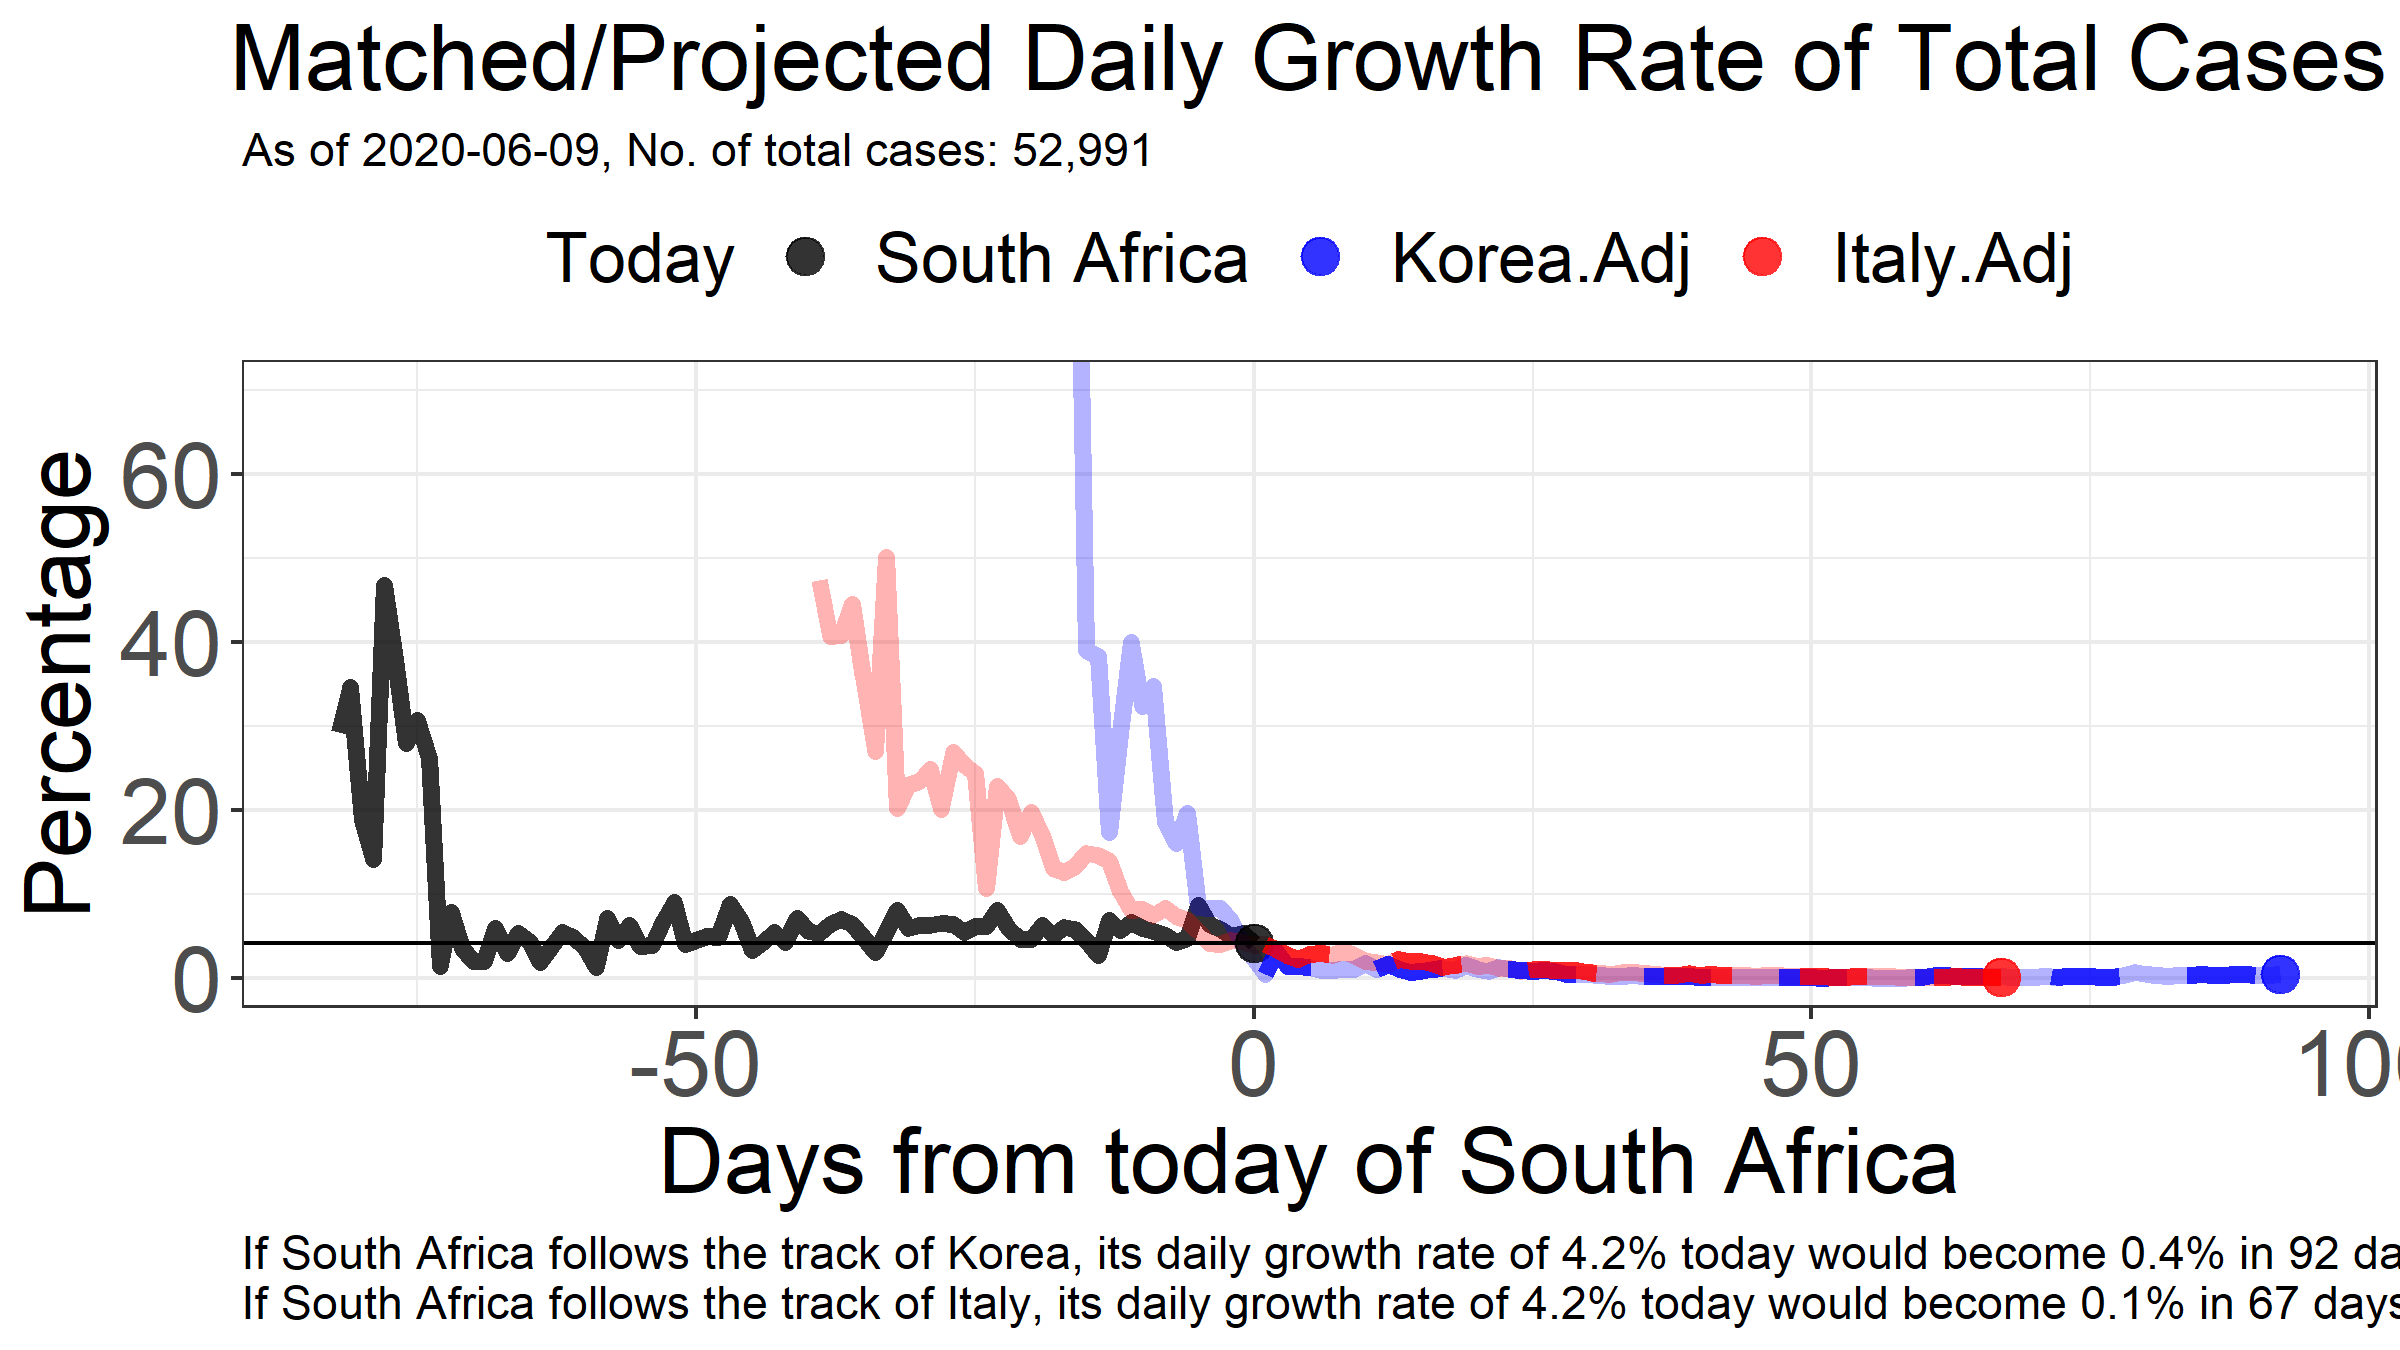 Matched/Projected Daily Growth Rate of Total Cases
As of 2020-06-09, No. of total cases: 52,991
Today South Africa Korea.Adj Italy.Adj
Percentage
60
40
20
0
-50 0 50
Days from today of South Africa
If South Africa follows the track of Korea, its daily growth rate of 4.2% today would become 0.4% in 92
If South Africa follows the track of Italy, its daily growth rate of 4.2% today would become 0.1% in 67 days